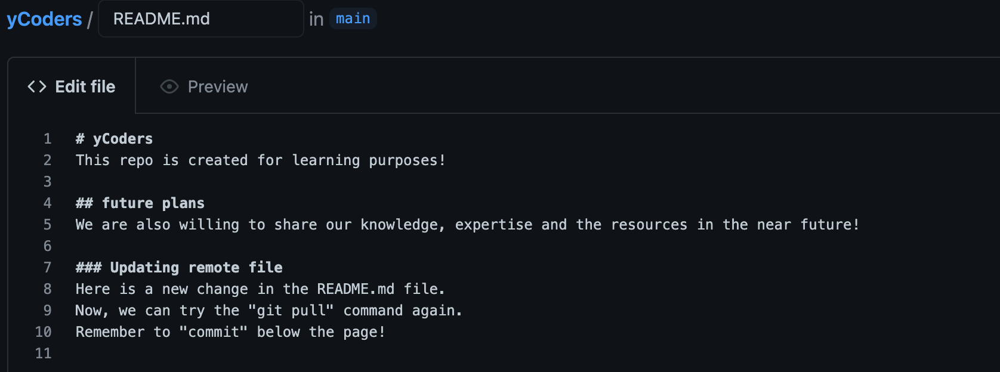 yCoders / README.md in main
<> Edit file Preview
1 # yCoders
2 This repo is created for learning purposes!
3
4 ## future plans
5 We are also willing to share our knowledge, expertise and the resources in the near future!
6
7 ### Updating remote file
8 Here is a new change in the README.md file.
9 Now, we can try the "git pull" command again.
10 Remember to "commit" below the page!
11